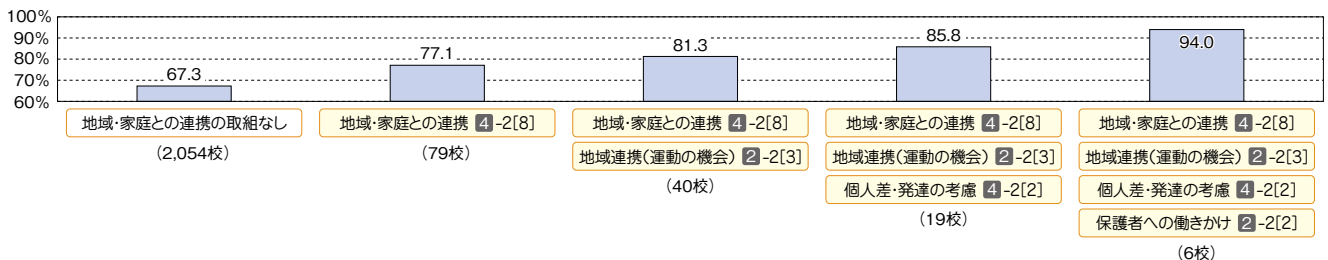 100%
90%
80%
70%
60%
67.3
77.1
81.3
85.8
94.0
地域・家庭との連携の取組なし
(2,054校)
地域・家庭との連携 4-2[8]
(79校)
地域・家庭との連携 4-2[8]
地域連携(運動の機会) 2-2[3]
(40校)
地域・家庭との連携 4-2[8]
地域連携(運動の機会) 2-2[3]
個人差・発達の考慮 4-2[2]
(19校)
地域・家庭との連携 4-2[8]
地域連携(運動の機会) 2-2[3]
個人差・発達の考慮 4-2[2]
保護者への働きかけ 2-2[2]
(6校)